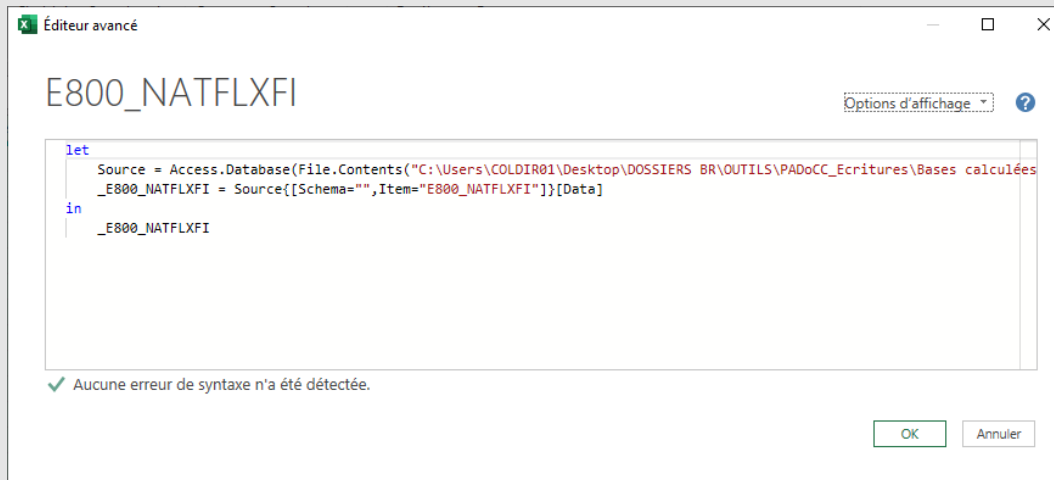 Éditeur avancé
E800_NATFLXFI
Options d'affichage
let
Source = Access.Database(File.Contents("C:\Users\COLDIR01\Desktop\DOSSIERS BR\OUTILS\PADoCC_Ecritures\Bases calculées
_E800_NATFLXFI = Source{[Schema="",Item="E800_NATFLXFI"]}[Data]
in
_E800_NATFLXFI
Aucune erreur de syntaxe n'a été détectée.
OK
Annuler